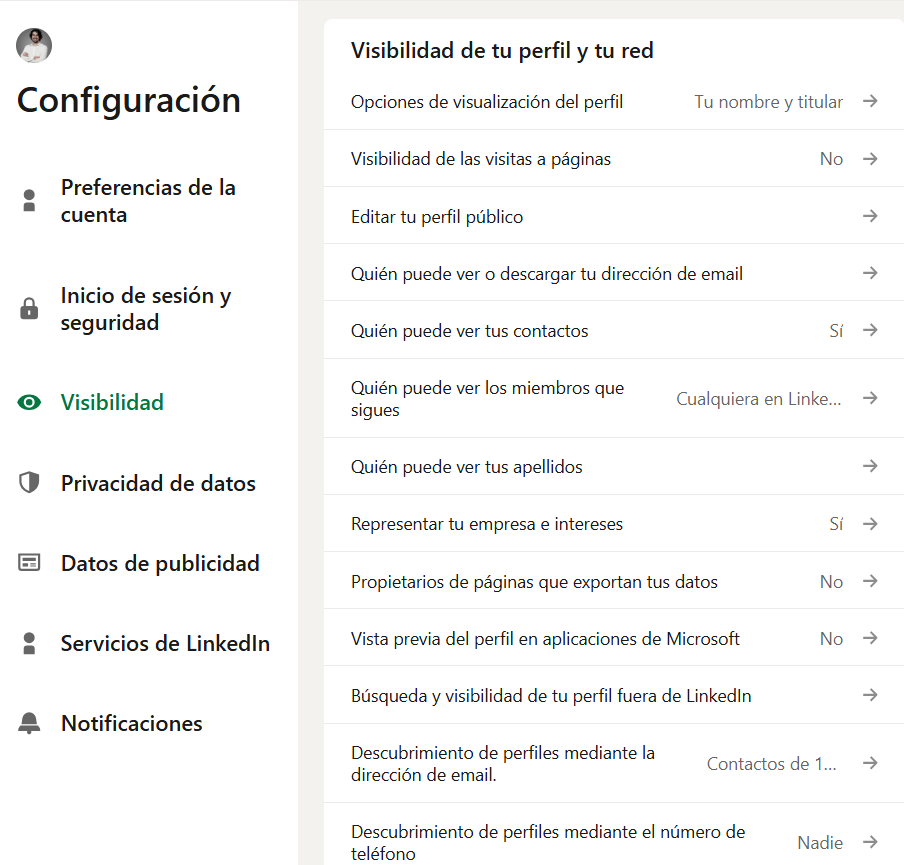 Configuración
Preferencias de la
cuenta
Inicio de sesión y
seguridad
Visibilidad
Privacidad de datos
Datos de publicidad
Servicios de LinkedIn
Notificaciones
Visibilidad de tu perfil y tu red
Opciones de visualización del perfil Tu nombre y titular
Visibilidad de las visitas a páginas No
Editar tu perfil público
Quién puede ver o descargar tu dirección de email
Quién puede ver tus contactos Sí
Quién puede ver los miembros que
sigues Cualquiera en Linke...
Quién puede ver tus apellidos
Representar tu empresa e intereses Sí
Propietarios de páginas que exportan tus datos No
Vista previa del perfil en aplicaciones de Microsoft No
Búsqueda y visibilidad de tu perfil fuera de LinkedIn
Descubrimiento de perfiles mediante la
dirección de email. Contactos de 1...
Descubrimiento de perfiles mediante el número de
teléfono Nadie